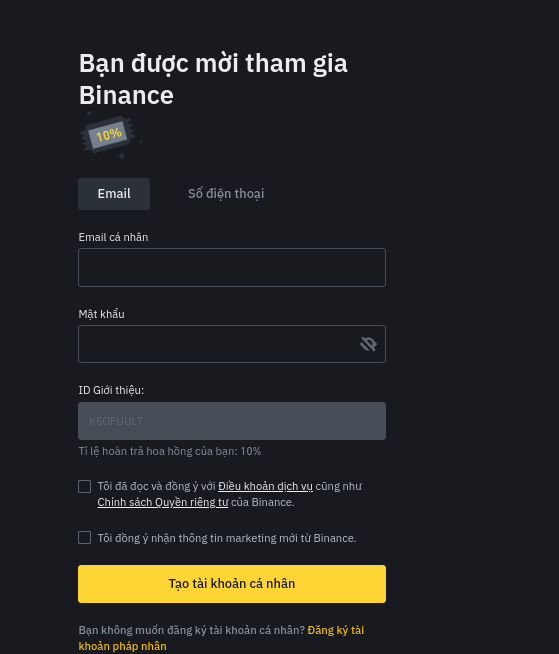 Bạn được mời tham gia
Binance
10%
Email
Số điện thoại
Email cá nhân
Mật khẩu
ID Giới thiệu:
K5OFUUL7
Tỉ lệ hoàn trả hoa hồng của bạn: 10%
Tôi đã đọc và đồng ý với Điều khoản dịch vụ cũng như
Chính sách Quyền riêng tư của Binance.
Tôi đồng ý nhận thông tin marketing mới từ Binance.
Tạo tài khoản cá nhân
Bạn không muốn đăng ký tài khoản cá nhân? Đăng ký tài
khoản pháp nhân